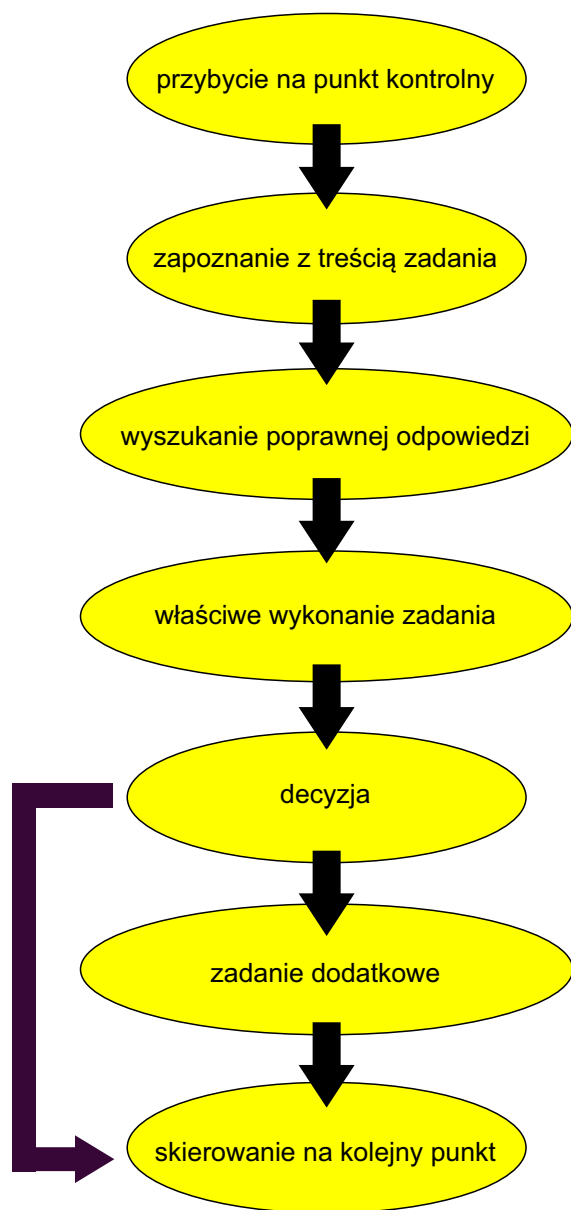 przybycie na punkt kontrolny
zapoznanie z treścią zadania
wyszukanie poprawnej odpowiedzi
właściwe wykonanie zadania
decyzja
zadanie dodatkowe
skierowanie na kolejny punkt